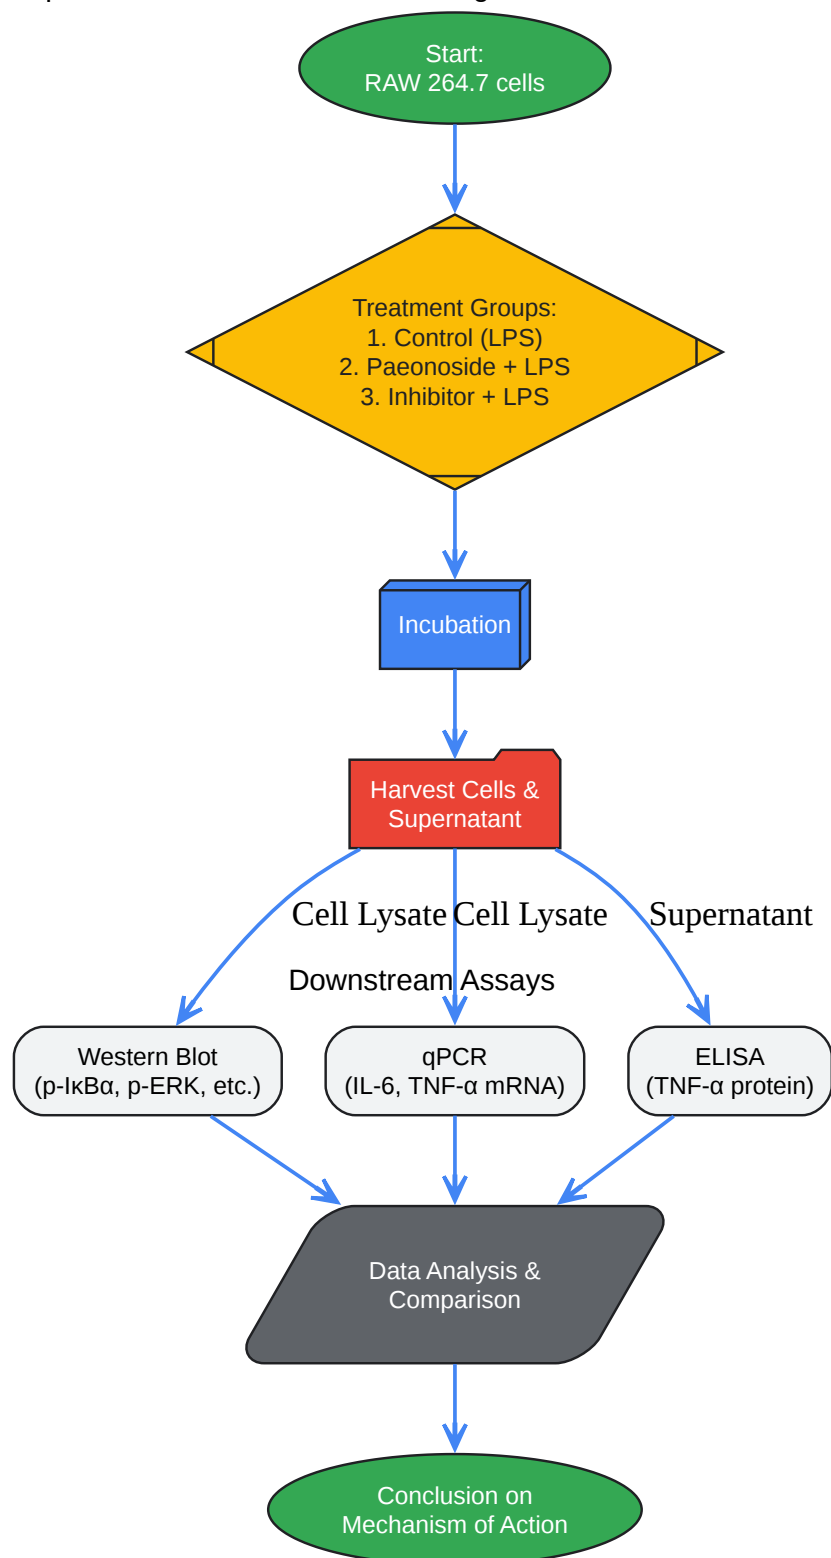 Start:
RAW 264.7 cells
Treatment Groups:
1. Control (LPS)
2. Paeonoside + LPS
3. Inhibitor + LPS
Incubation
Harvest Cells &
Supernatant
Cell Lysate
Cell Lysate
Supernatant
Downstream Assays
Western Blot
(p-IκBα, p-ERK, etc.)
qPCR
(IL-6, TNF-α mRNA)
ELISA
(TNF-α protein)
Data Analysis &
Comparison
Conclusion on
Mechanism of Action